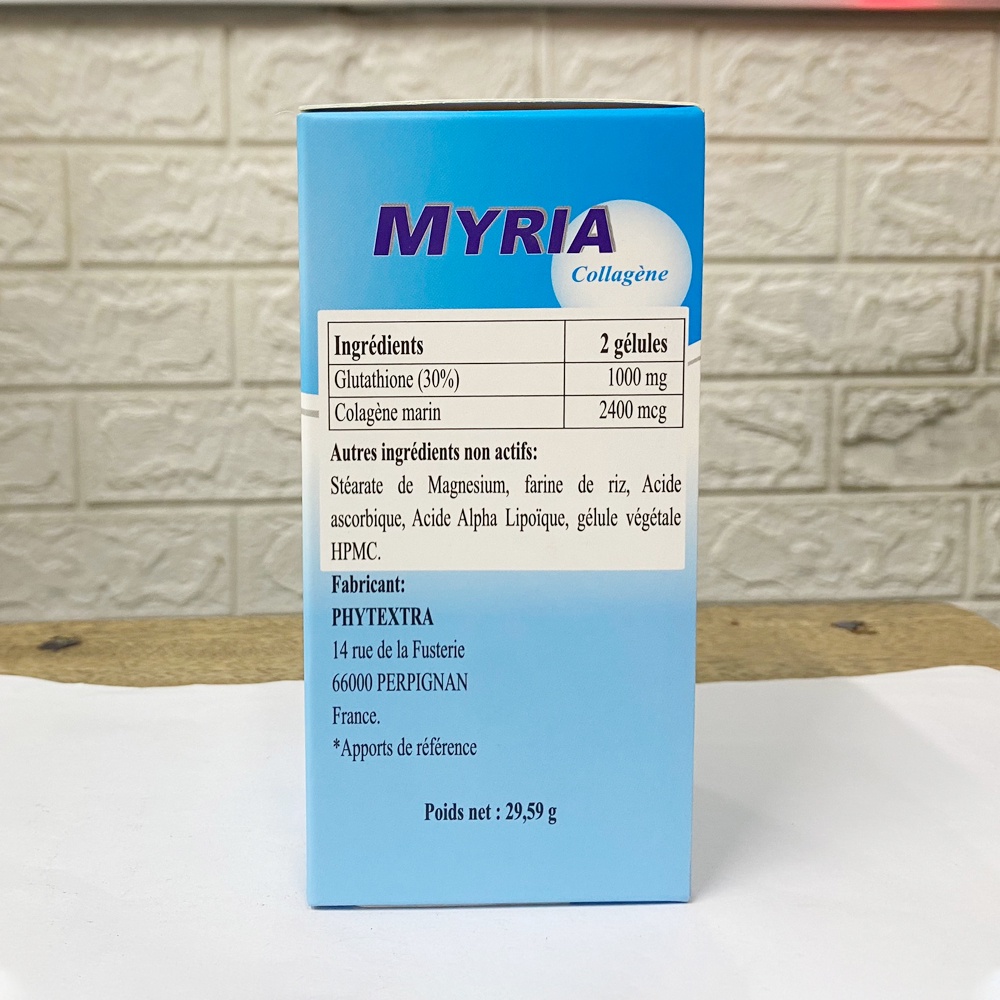 MYRIA
Collagène
Ingrédients 2 gélules
Glutathione (30%) 1000 mg
Colagène marin 2400 mcg
Autres ingrédients non actifs:
Stéarate de Magnesium, farine de riz, Acide
ascorbique, Acide Alpha Lipoïque, gélule végétale
HPMC.
Fabricant:
PHYTEXTRA
14 rue de la Fusterie
66000 PERPIGNAN
France.
*Apports de référence
Poids net : 29,59 g